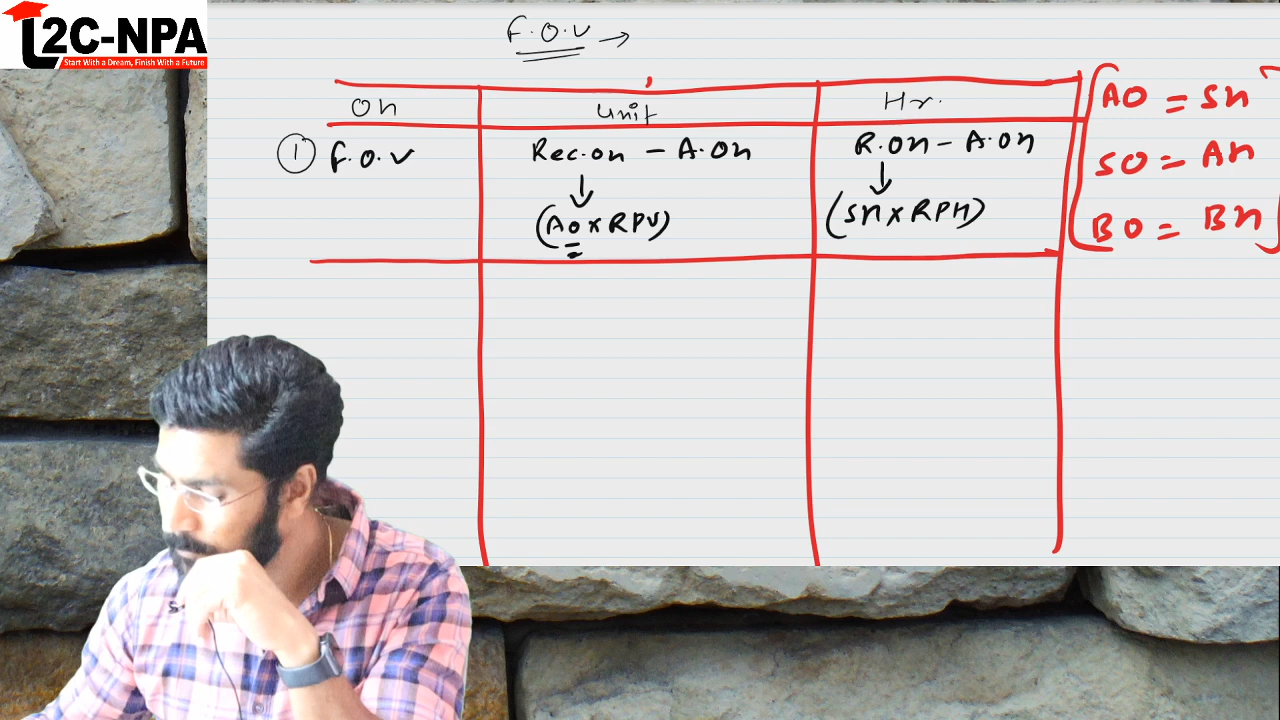 L2C-NPA
Start With a Dream, Finish With a Future
F.O.V →
OH Unit Hr.
① F.O.V Rec.OH - A.OH R.OH - A.OH
↓ ↓
(AO x RPU) (SH x RPH)
AO = SH
SO = AH
BO = BH